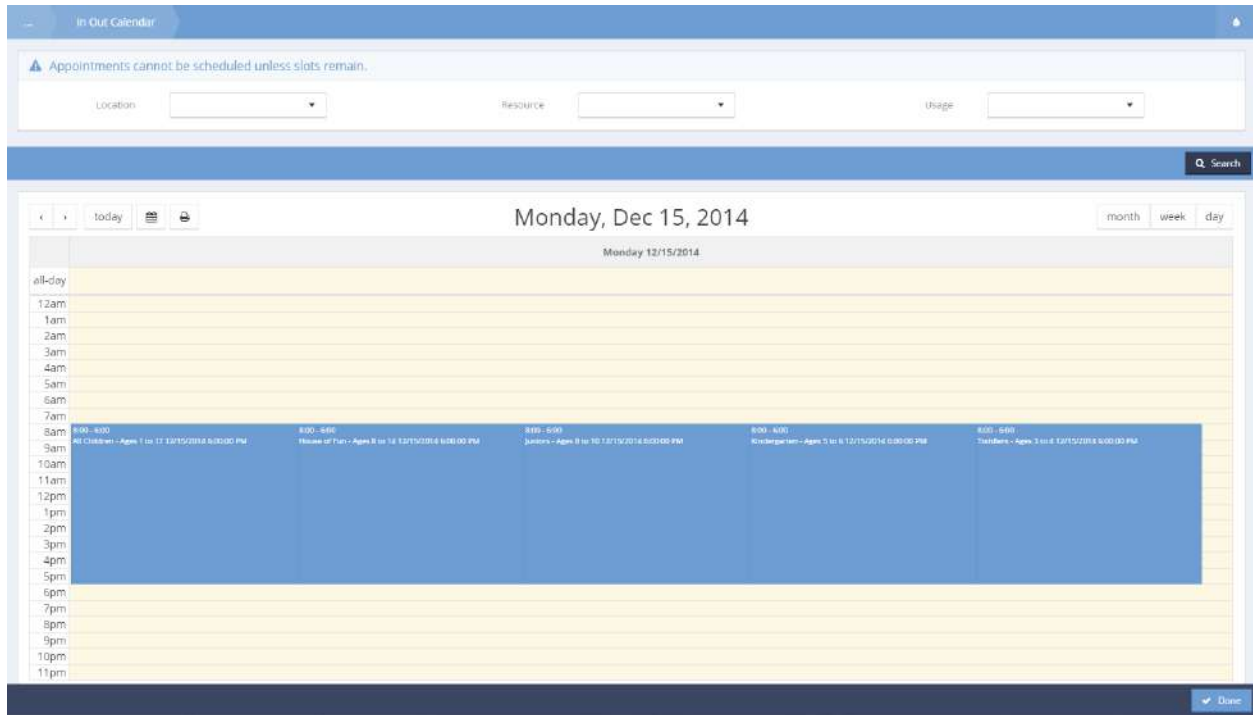 ... In Out Calendar
Appointments cannot be scheduled unless slots remain.
Location Resource Usage
Search
today Monday, Dec 15, 2014 month week day
Monday 12/15/2014
all-day
12am
1am
2am
3am
4am
5am
6am
7am
8am 8:00 - 6:00 8:00 - 6:00 8:00 - 6:00 8:00 - 6:00 8:00 - 6:00
All Children - Ages 1 to 17 12/15/2014 6:00:00 PM House of Fun - Ages 8 to 14 12/15/2014 6:00:00 PM Juniors - Ages 8 to 10 12/15/2014 6:00:00 PM Kindergarten - Ages 5 to 6 12/15/2014 6:00:00 PM Toddlers - Ages 3 to 4 12/15/2014 6:00:00 PM
9am
10am
11am
12pm
1pm
2pm
3pm
4pm
5pm
6pm
7pm
8pm
9pm
10pm
11pm
Done